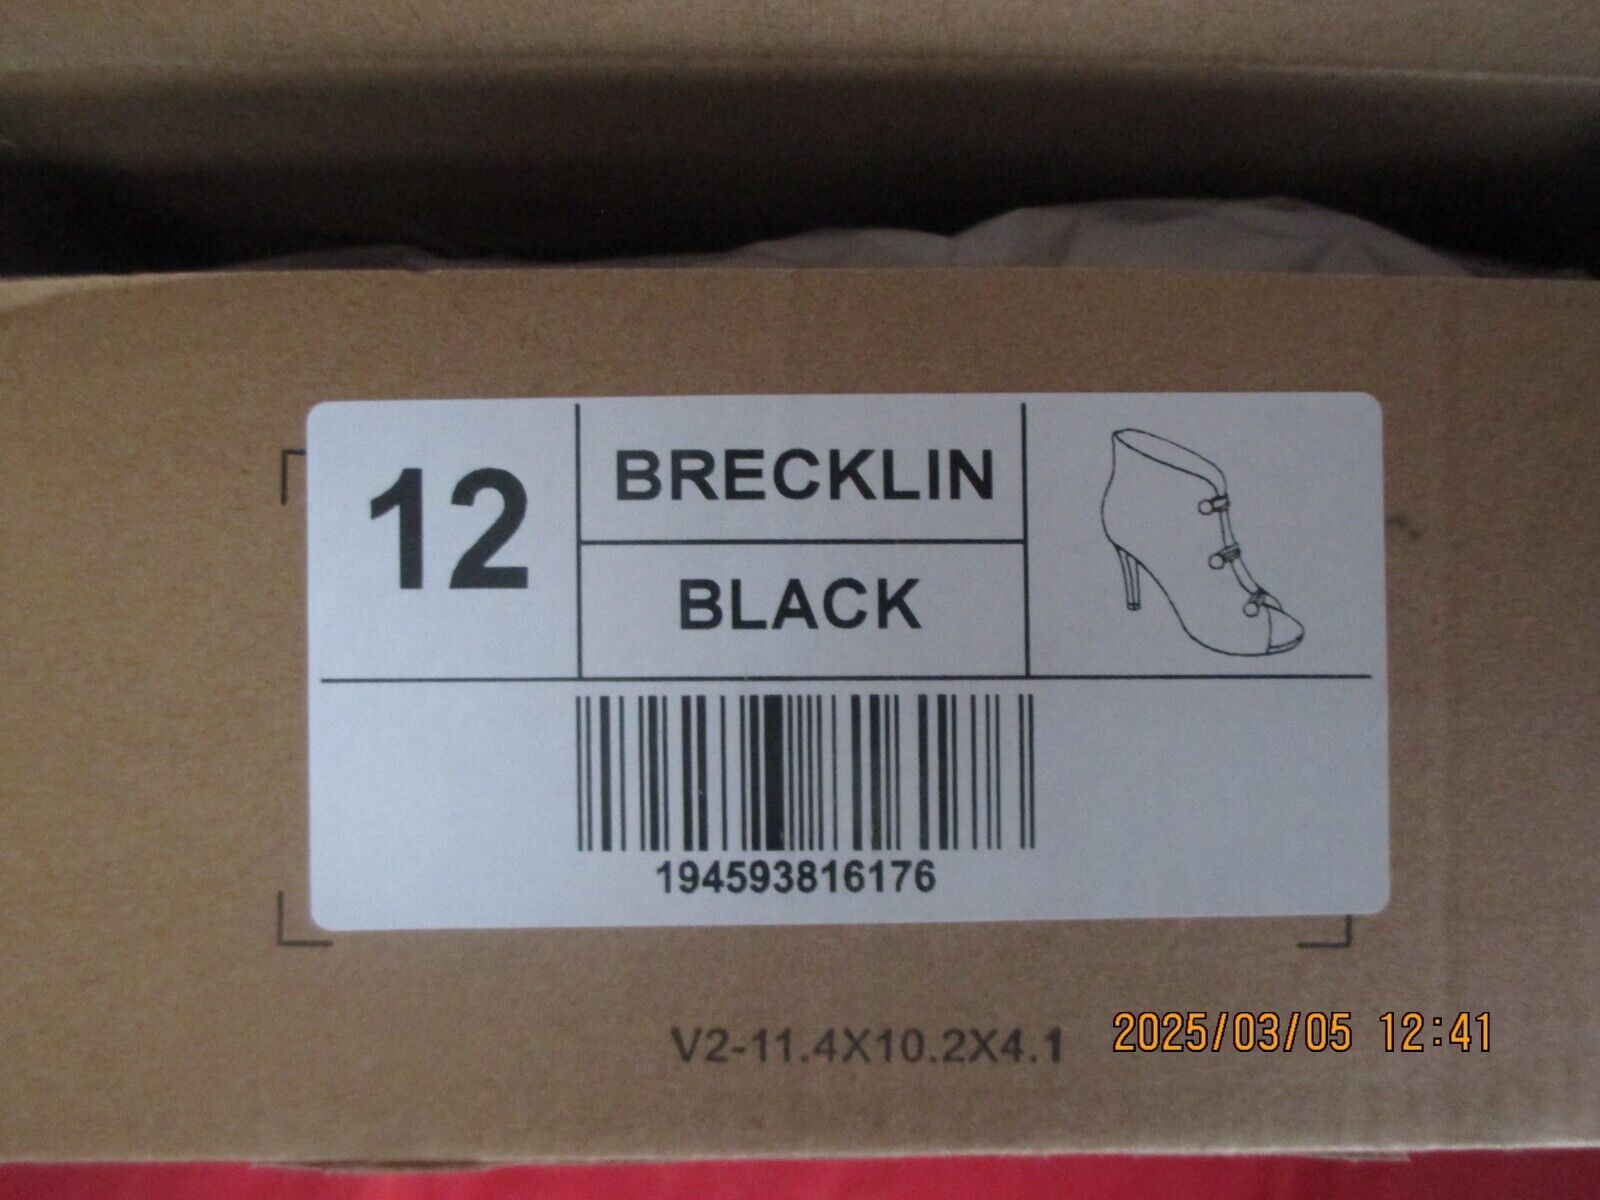 12
BRECKLIN
BLACK
194593816176
V2-11.4X10.2X4.1
2025/03/05 12:41